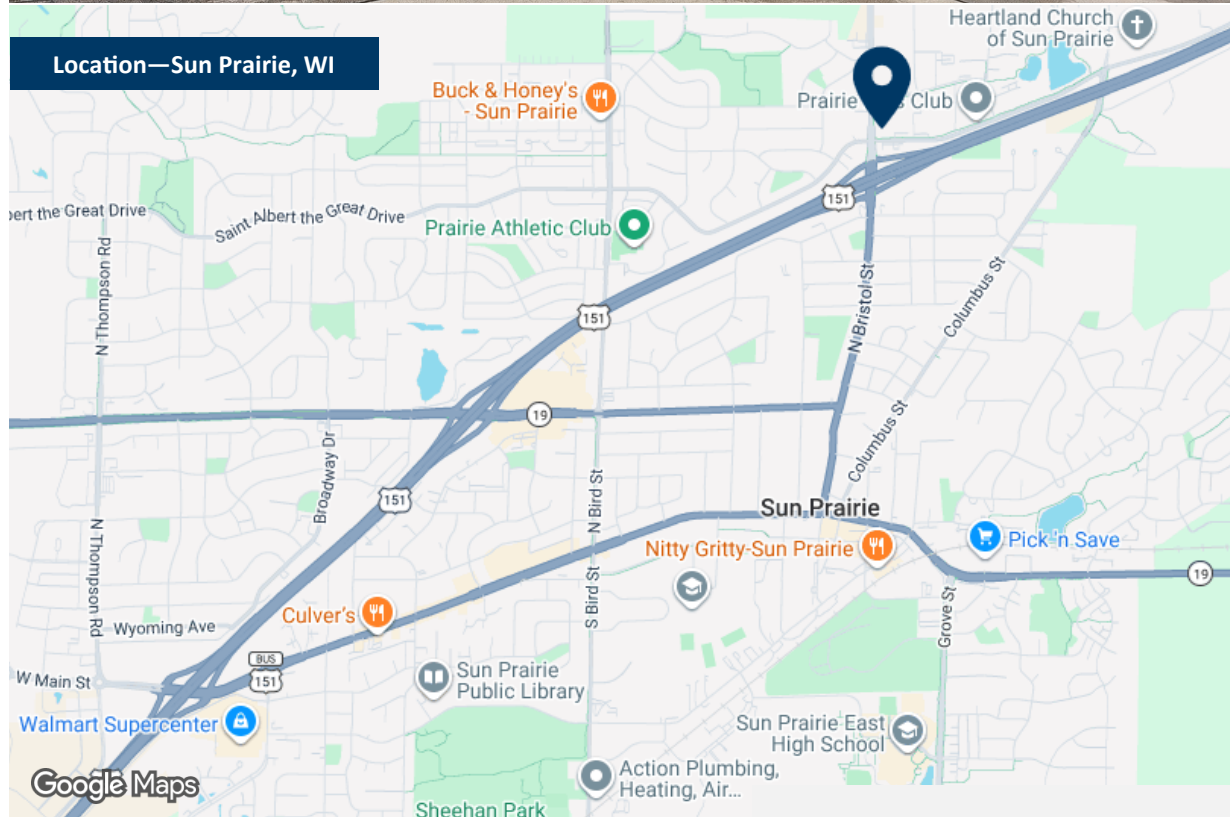 Location—Sun Prairie, WI
Heartland Church
of Sun Prairie
Buck & Honey's
- Sun Prairie
Prairie
s Club
151
bert the Great Drive
Saint Albert the Great Drive
Prairie Athletic Club
N Thompson Rd
151
N Bristol St
Columbus St
19
Broadway Dr
Columbus St
151
N Bird St
Sun Prairie
Nitty Gritty-Sun Prairie
Pick 'n Save
19
N Thompson Rd
S Bird St
Culver's
Grove St
Wyoming Ave
BUS
151
W Main St
Sun Prairie
Public Library
Walmart Supercenter
Sun Prairie East
High School
Action Plumbing,
Heating, Air...
Google Maps
Sheehan Park